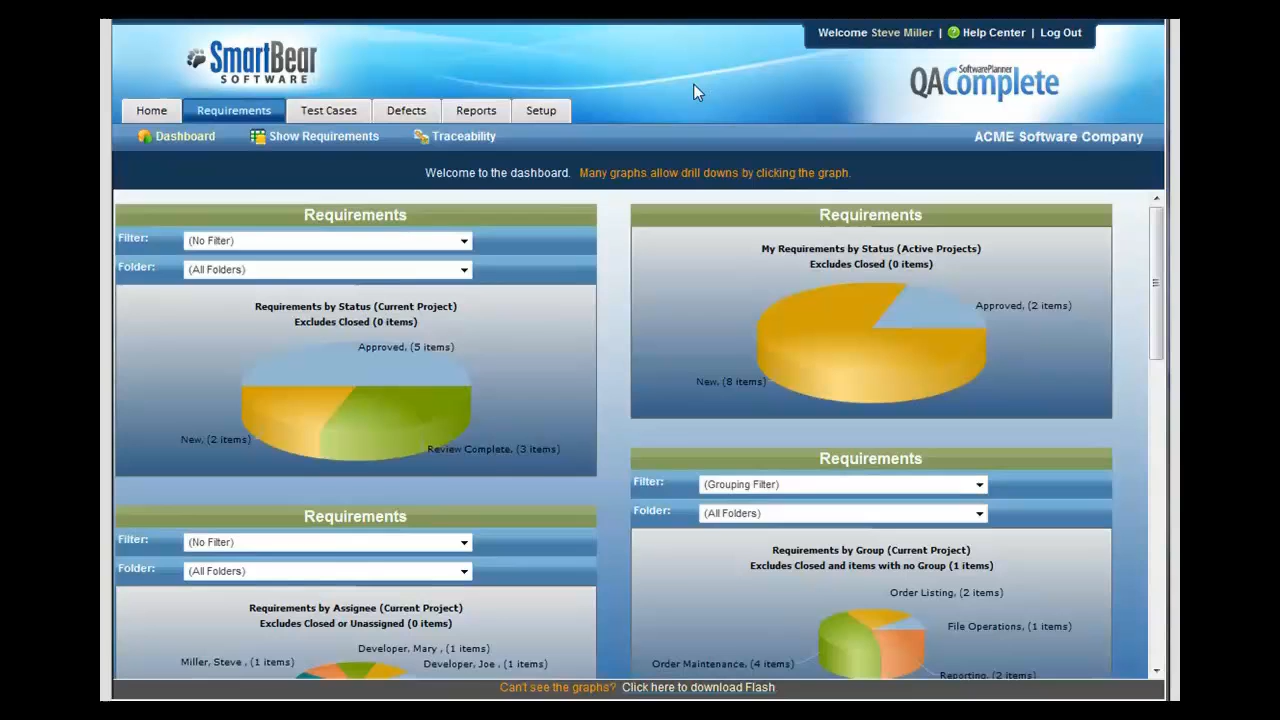 Welcome Steve Miller | Help Center | Log Out
SmartBear
SOFTWARE
SoftwarePlanner
QAComplete
Home
Requirements
Test Cases
Defects
Reports
Setup
Dashboard
Show Requirements
Traceability
ACME Software Company
Welcome to the dashboard. Many graphs allow drill downs by clicking the graph.
Requirements
Filter:
(No Filter)
Folder:
(All Folders)
Requirements by Status (Current Project)
Excludes Closed (0 items)
Approved, (5 items)
New, (2 items)
Review Complete, (3 items)
Requirements
My Requirements by Status (Active Projects)
Excludes Closed (0 items)
Approved, (2 items)
New, (8 items)
Requirements
Filter:
(No Filter)
Folder:
(All Folders)
Requirements by Assignee (Current Project)
Excludes Closed or Unassigned (0 items)
Developer, Mary , (1 items)
Miller, Steve , (1 items)
Developer, Joe , (1 items)
Requirements
Filter:
(Grouping Filter)
Folder:
(All Folders)
Requirements by Group (Current Project)
Excludes Closed and items with no Group (1 items)
Order Listing, (2 items)
File Operations, (1 items)
Order Maintenance, (4 items)
Reporting, (2 items)
Can't see the graphs? Click here to download Flash